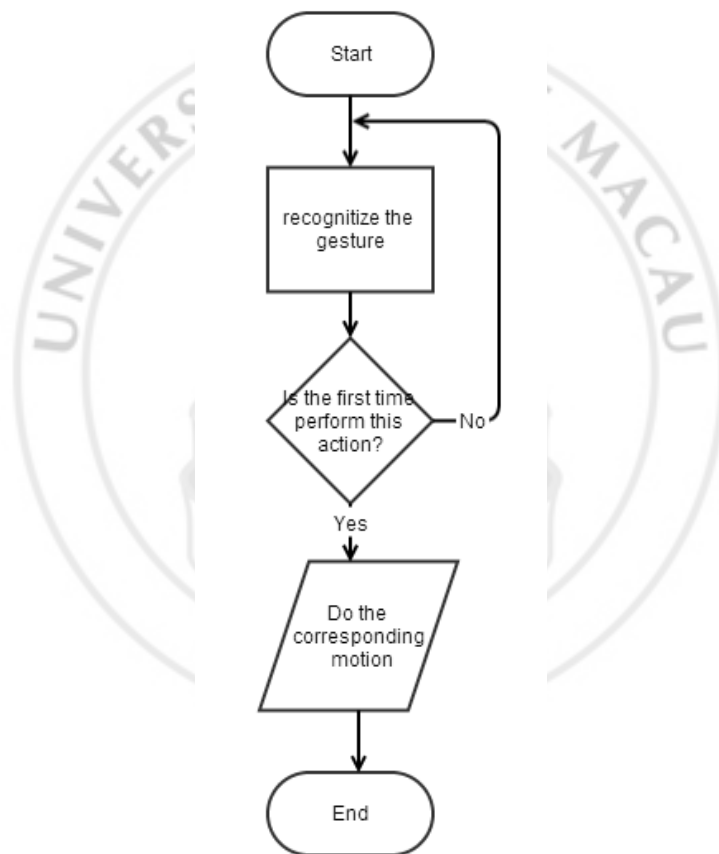 Start
recognitize the
gesture
Is the first time
perform this
action?
No
Yes
Do the
corresponding
motion
End
UNIVERS
MACAU